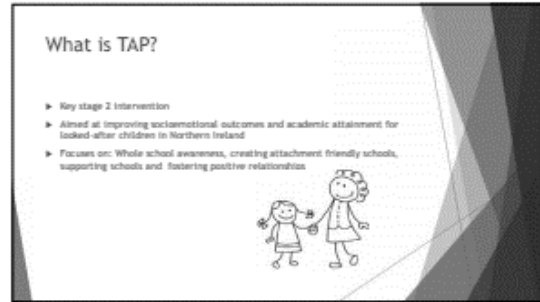 What is TAP?
Key stage 2 intervention
Aimed at improving socioemotional outcomes and academic attainment for
looked-after children in Northern Ireland
Focuses on: Whole school awareness, creating attachment friendly schools,
supporting schools and fostering positive relationships